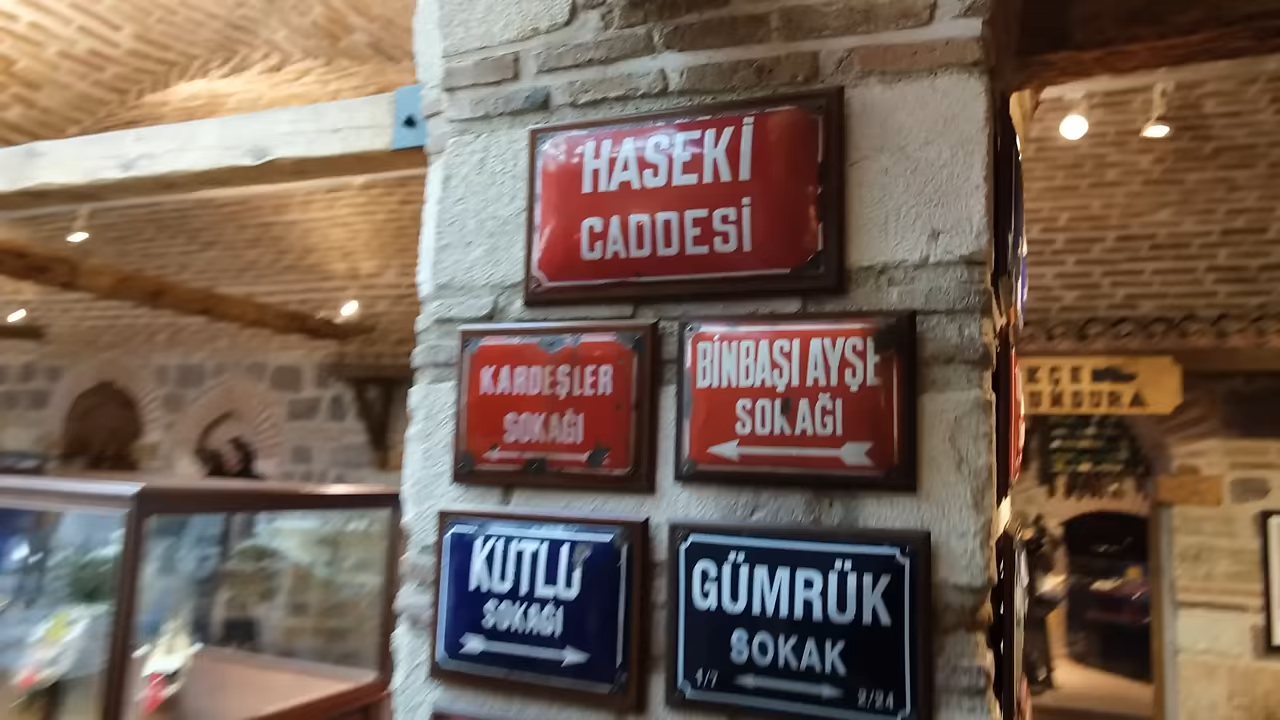 HASEKİ
CADDESİ
KARDEŞLER
SOKAĞI
BİNBAŞI AYŞE
SOKAĞI
KUTLU
SOKAĞI
GÜMRÜK
SOKAK
1/7
2/24